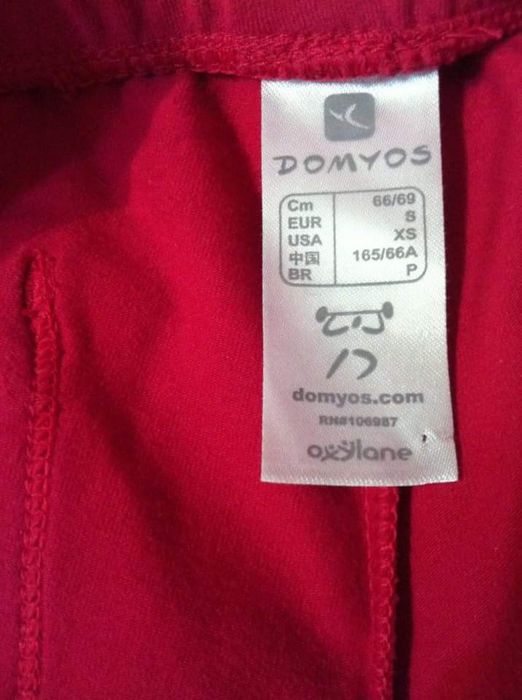 DOMYOS
Cm 66/69
EUR S
USA XS
中国 165/66A
BR P
domyos.com
RN#106987
oxylane